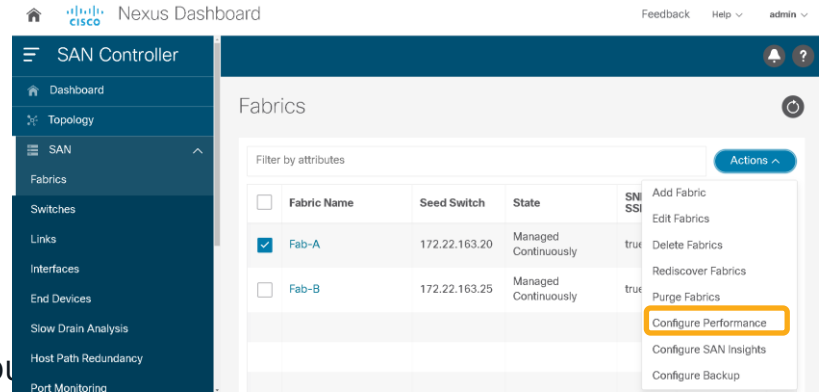 CISCO Nexus Dashboard Feedback Help admin
SAN Controller ?
Dashboard
Topology
SAN
Fabrics
Switches
Links
Interfaces
End Devices
Slow Drain Analysis
Host Path Redundancy
Port Monitoring
Fabrics
Filter by attributes Actions
Fabric Name Seed Switch State
Fab-A 172.22.163.20 Managed Continuously true
Fab-B 172.22.163.25 Managed Continuously true
Add Fabric
Edit Fabrics
Delete Fabrics
Rediscover Fabrics
Purge Fabrics
Configure Performance
Configure SAN Insights
Configure Backup